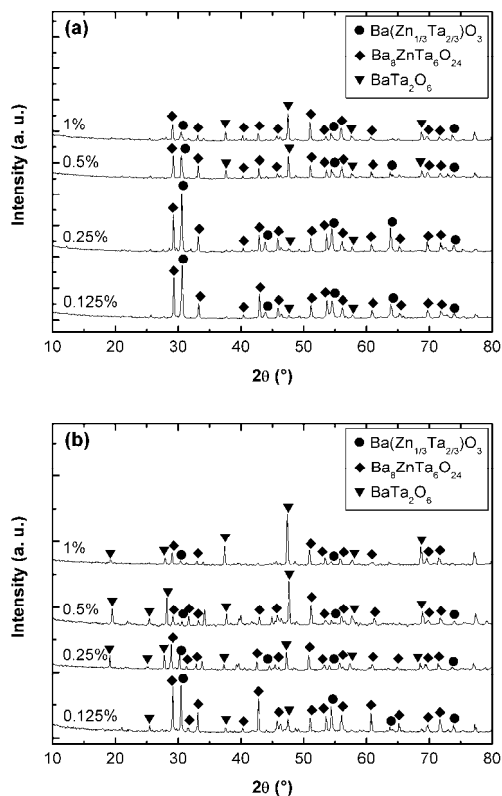 (a)
Ba(Zn1/3Ta2/3)O3
Ba8ZnTa6O24
BaTa2O6
1%
0.5%
0.25%
0.125%
Intensity (a. u.)
10 20 30 40 50 60 70 80
2θ (°)
(b)
Ba(Zn1/3Ta2/3)O3
Ba8ZnTa6O24
BaTa2O6
1%
0.5%
0.25%
0.125%
Intensity (a. u.)
10 20 30 40 50 60 70 80
2θ (°)